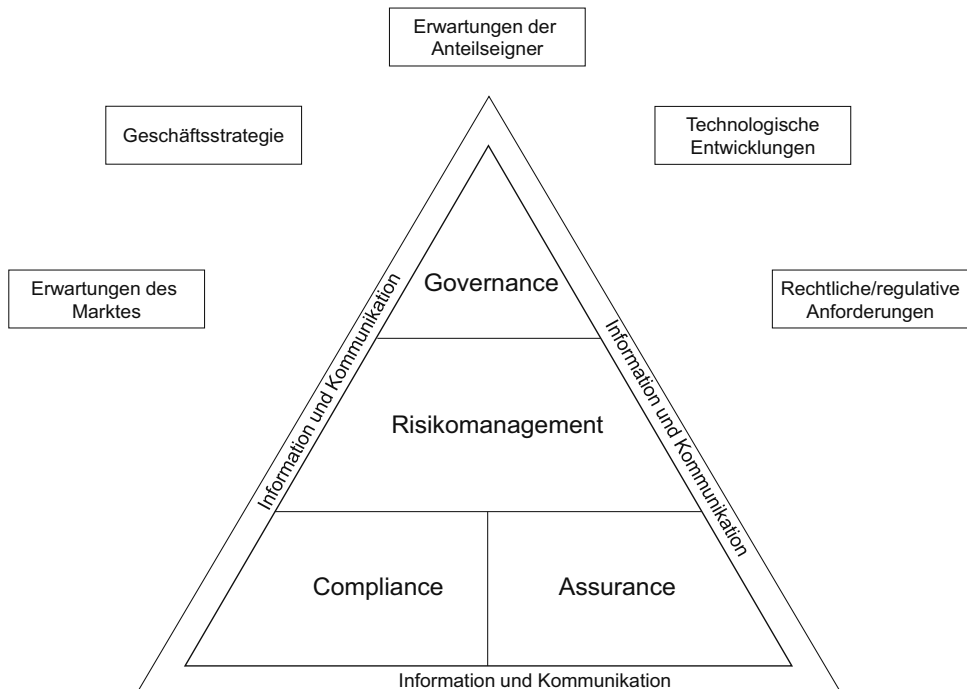 Erwartungen der
Anteilseigner
Geschäftsstrategie
Technologische
Entwicklungen
Erwartungen des
Marktes
Rechtliche/regulative
Anforderungen
Information und Kommunikation
Information und Kommunikation
Governance
Risikomanagement
Compliance
Assurance
Information und Kommunikation